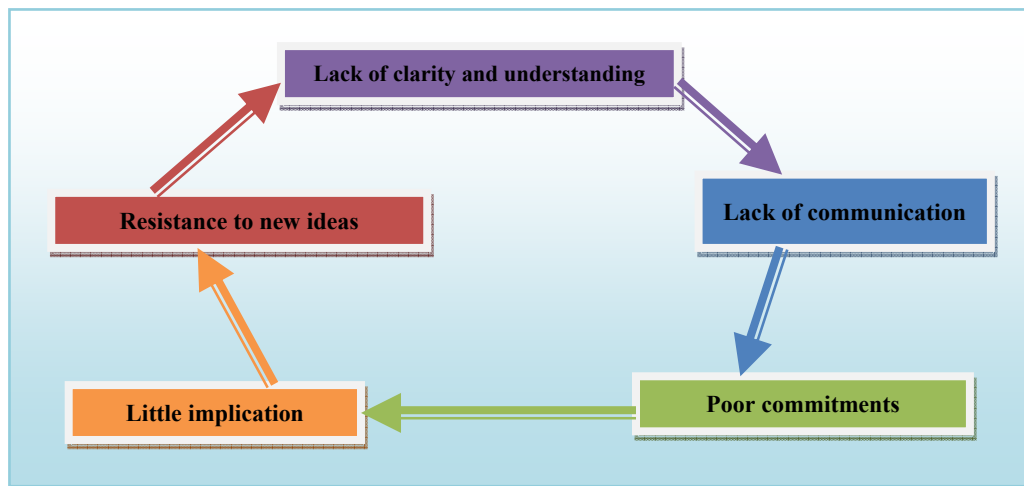 Lack of clarity and understanding
Lack of communication
Resistance to new ideas
Poor commitments
Little implication